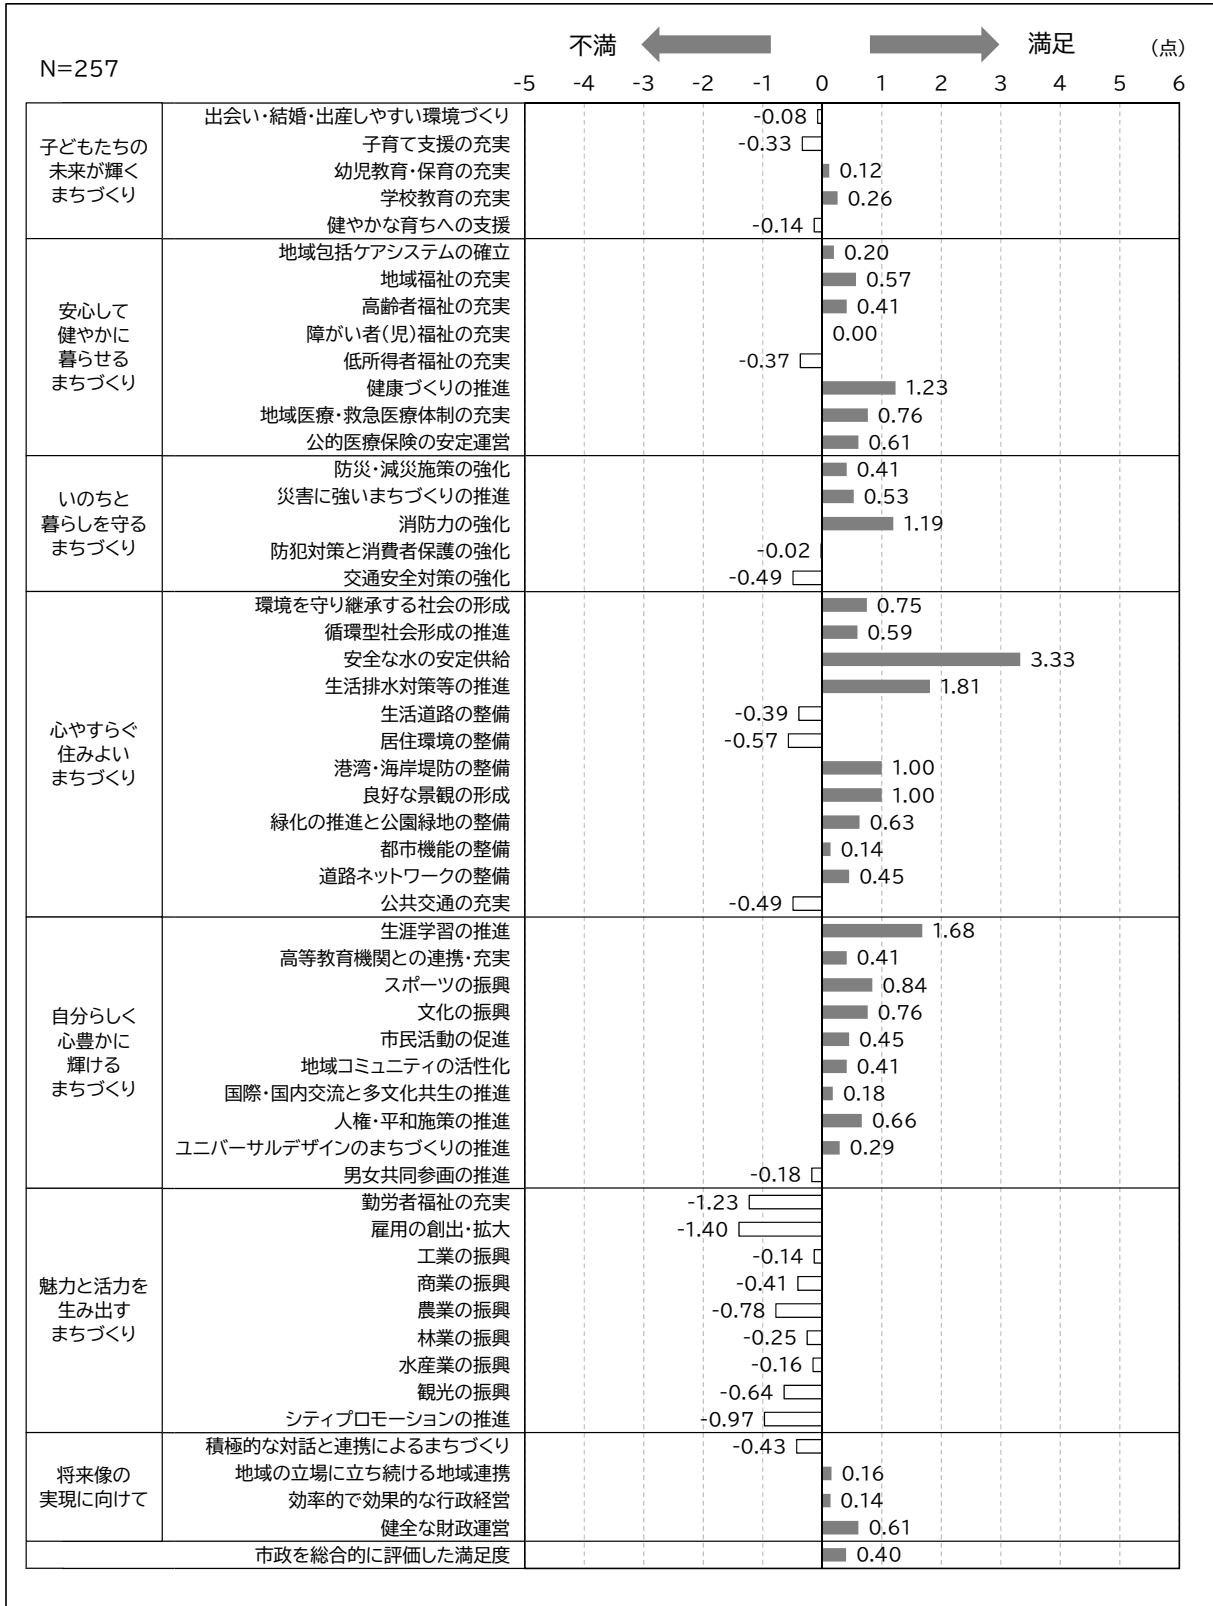 不満 満足 (点)
N=257
-5 -4 -3 -2 -1 0 1 2 3 4 5 6
子どもたちの
未来が輝く
まちづくり
出会い・結婚・出産しやすい環境づくり -0.08
子育て支援の充実 -0.33
幼児教育・保育の充実 0.12
学校教育の充実 0.26
健やかな育ちへの支援 -0.14
安心して
健やかに
暮らせる
まちづくり
地域包括ケアシステムの確立 0.20
地域福祉の充実 0.57
高齢者福祉の充実 0.41
障がい者(児)福祉の充実 0.00
低所得者福祉の充実 -0.37
健康づくりの推進 1.23
地域医療・救急医療体制の充実 0.76
公的医療保険の安定運営 0.61
いのちと
暮らしを守る
まちづくり
防災・減災施策の強化 0.41
災害に強いまちづくりの推進 0.53
消防力の強化 1.19
防犯対策と消費者保護の強化 -0.02
交通安全対策の強化 -0.49
心やすらぐ
住みよい
まちづくり
環境を守り継承する社会の形成 0.75
循環型社会形成の推進 0.59
安全な水の安定供給 3.33
生活排水対策等の推進 1.81
生活道路の整備 -0.39
居住環境の整備 -0.57
港湾・海岸堤防の整備 1.00
良好な景観の形成 1.00
緑化の推進と公園緑地の整備 0.63
都市機能の整備 0.14
道路ネットワークの整備 0.45
公共交通の充実 -0.49
自分らしく
心豊かに
輝ける
まちづくり
生涯学習の推進 1.68
高等教育機関との連携・充実 0.41
スポーツの振興 0.84
文化の振興 0.76
市民活動の促進 0.45
地域コミュニティの活性化 0.41
国際・国内交流と多文化共生の推進 0.18
人権・平和施策の推進 0.66
ユニバーサルデザインのまちづくりの推進 0.29
男女共同参画の推進 -0.18
魅力と活力を
生み出す
まちづくり
勤労者福祉の充実 -1.23
雇用の創出・拡大 -1.40
工業の振興 -0.14
商業の振興 -0.41
農業の振興 -0.78
林業の振興 -0.25
水産業の振興 -0.16
観光の振興 -0.64
シティプロモーションの推進 -0.97
将来像の
実現に向けて
積極的な対話と連携によるまちづくり -0.43
地域の立場に立ち続ける地域連携 0.16
効率的で効果的な行政経営 0.14
健全な財政運営 0.61
市政を総合的に評価した満足度 0.40